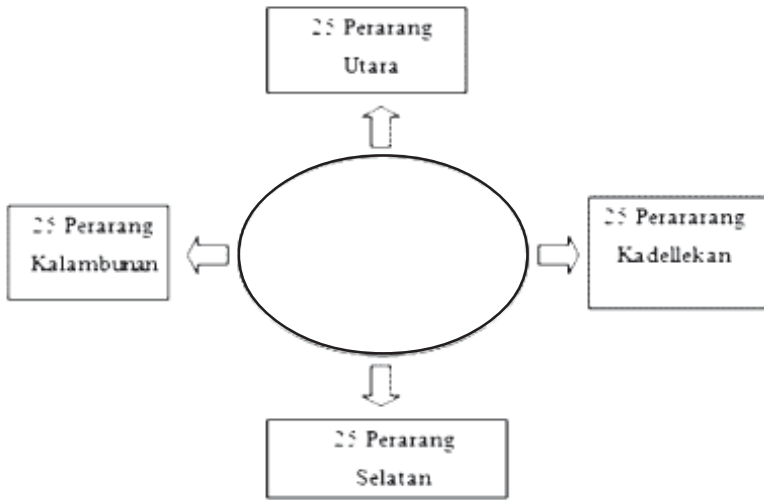 25 Perarang
Utara
25 Perarang
Kalambunan
25 Perararang
Kadellekan
25 Perarang
Selatan